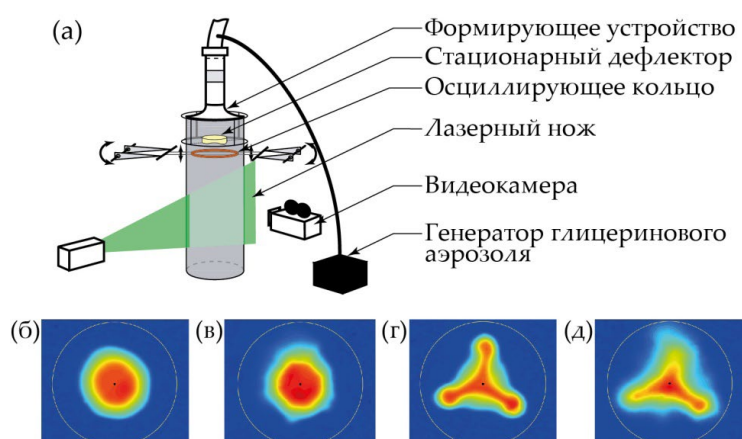 (а)
Формирующее устройство
Стационарный дефлектор
Осциллирующее кольцо
Лазерный нож
Видеокамера
Генератор глицеринового
аэрозоля
(б)
(в)
(г)
(д)